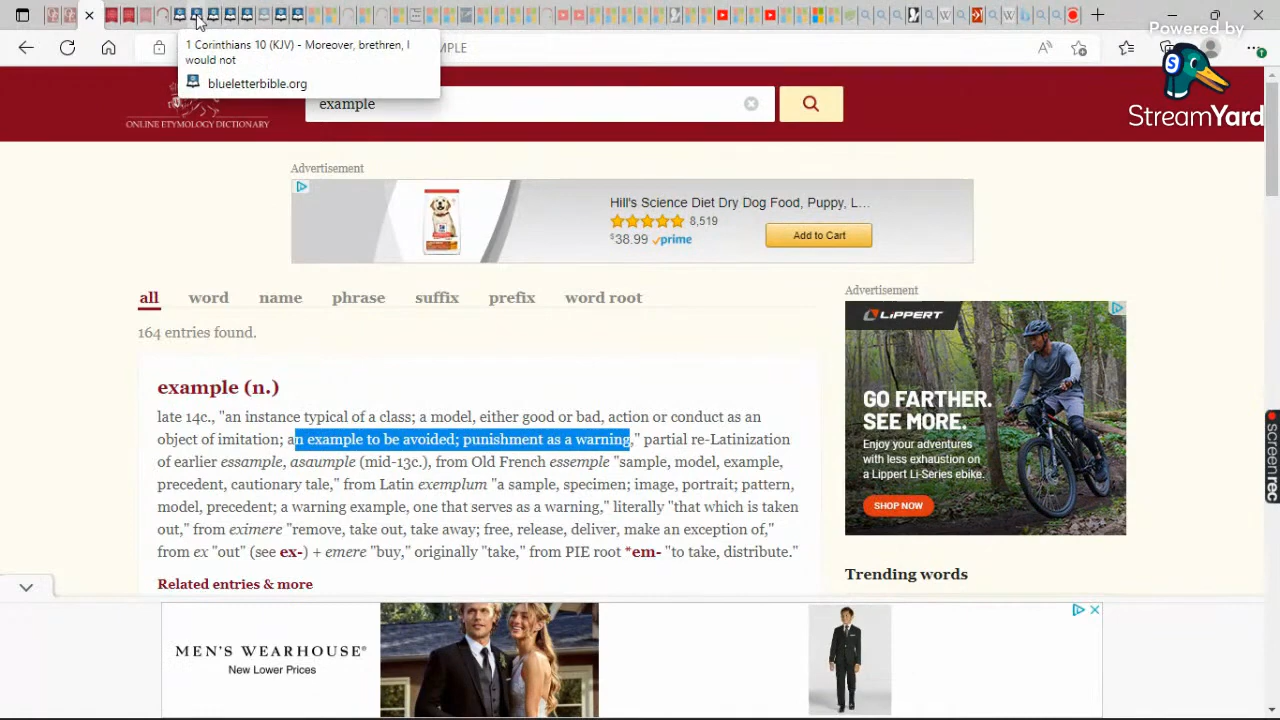 Powered by
StreamYard
1 Corinthians 10 (KJV) - Moreover, brethren, I
would not
blueletterbible.org
MPLE
ONLINE ETYMOLOGY DICTIONARY
example
Advertisement
Hill's Science Diet Dry Dog Food, Puppy, L...
8,519
$38.99 prime
Add to Cart
all word name phrase suffix prefix word root
164 entries found.
example (n.)
late 14c., "an instance typical of a class; a model, either good or bad, action or conduct as an
object of imitation; an example to be avoided; punishment as a warning," partial re-Latinization
of earlier essample, asaumple (mid-13c.), from Old French essemple "sample, model, example,
precedent, cautionary tale," from Latin exemplum "a sample, specimen; image, portrait; pattern,
model, precedent; a warning example, one that serves as a warning," literally "that which is taken
out," from eximere "remove, take out, take away; free, release, deliver, make an exception of,"
from ex "out" (see ex-) + emere "buy," originally "take," from PIE root *em- "to take, distribute."
Related entries & more
Advertisement
LiPPERT
GO FARTHER.
SEE MORE.
Enjoy your adventures
with less exhaustion on
a Lippert Li-Series ebike.
SHOP NOW
Trending words
Screenrec
MEN'S WEARHOUSE®
New Lower Prices